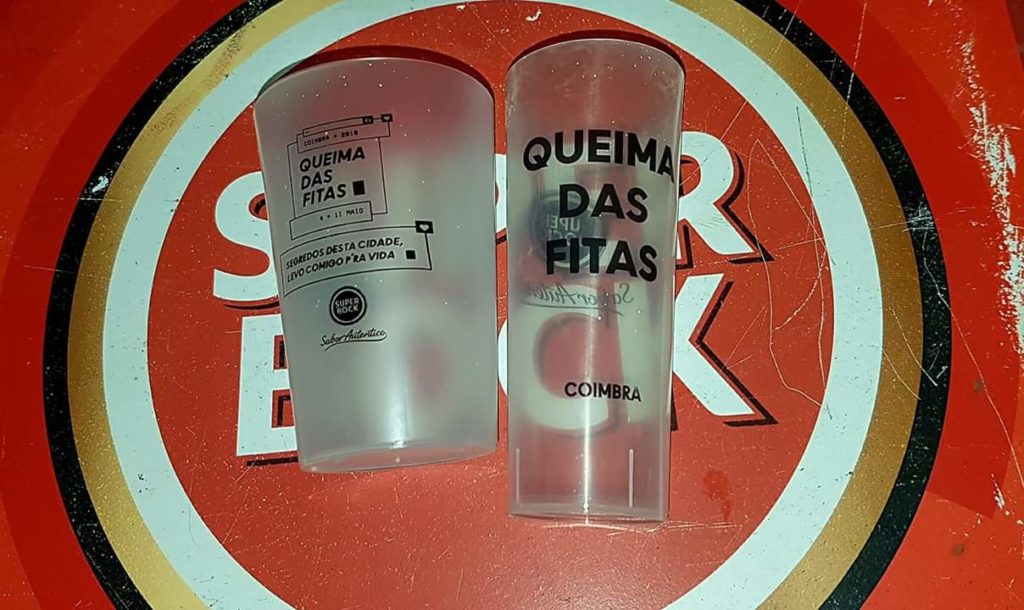 COIMBRA + 2018
QUEIMA
DAS
FITAS
4 + 11 MAIO
SEGREDOS DESTA CIDADE,
LEVO COMIGO P'RA VIDA
SUPER
BOCK
Sabor Autêntico
QUEIMA
DAS
FITAS
COIMBRA
SUPER
BOCK